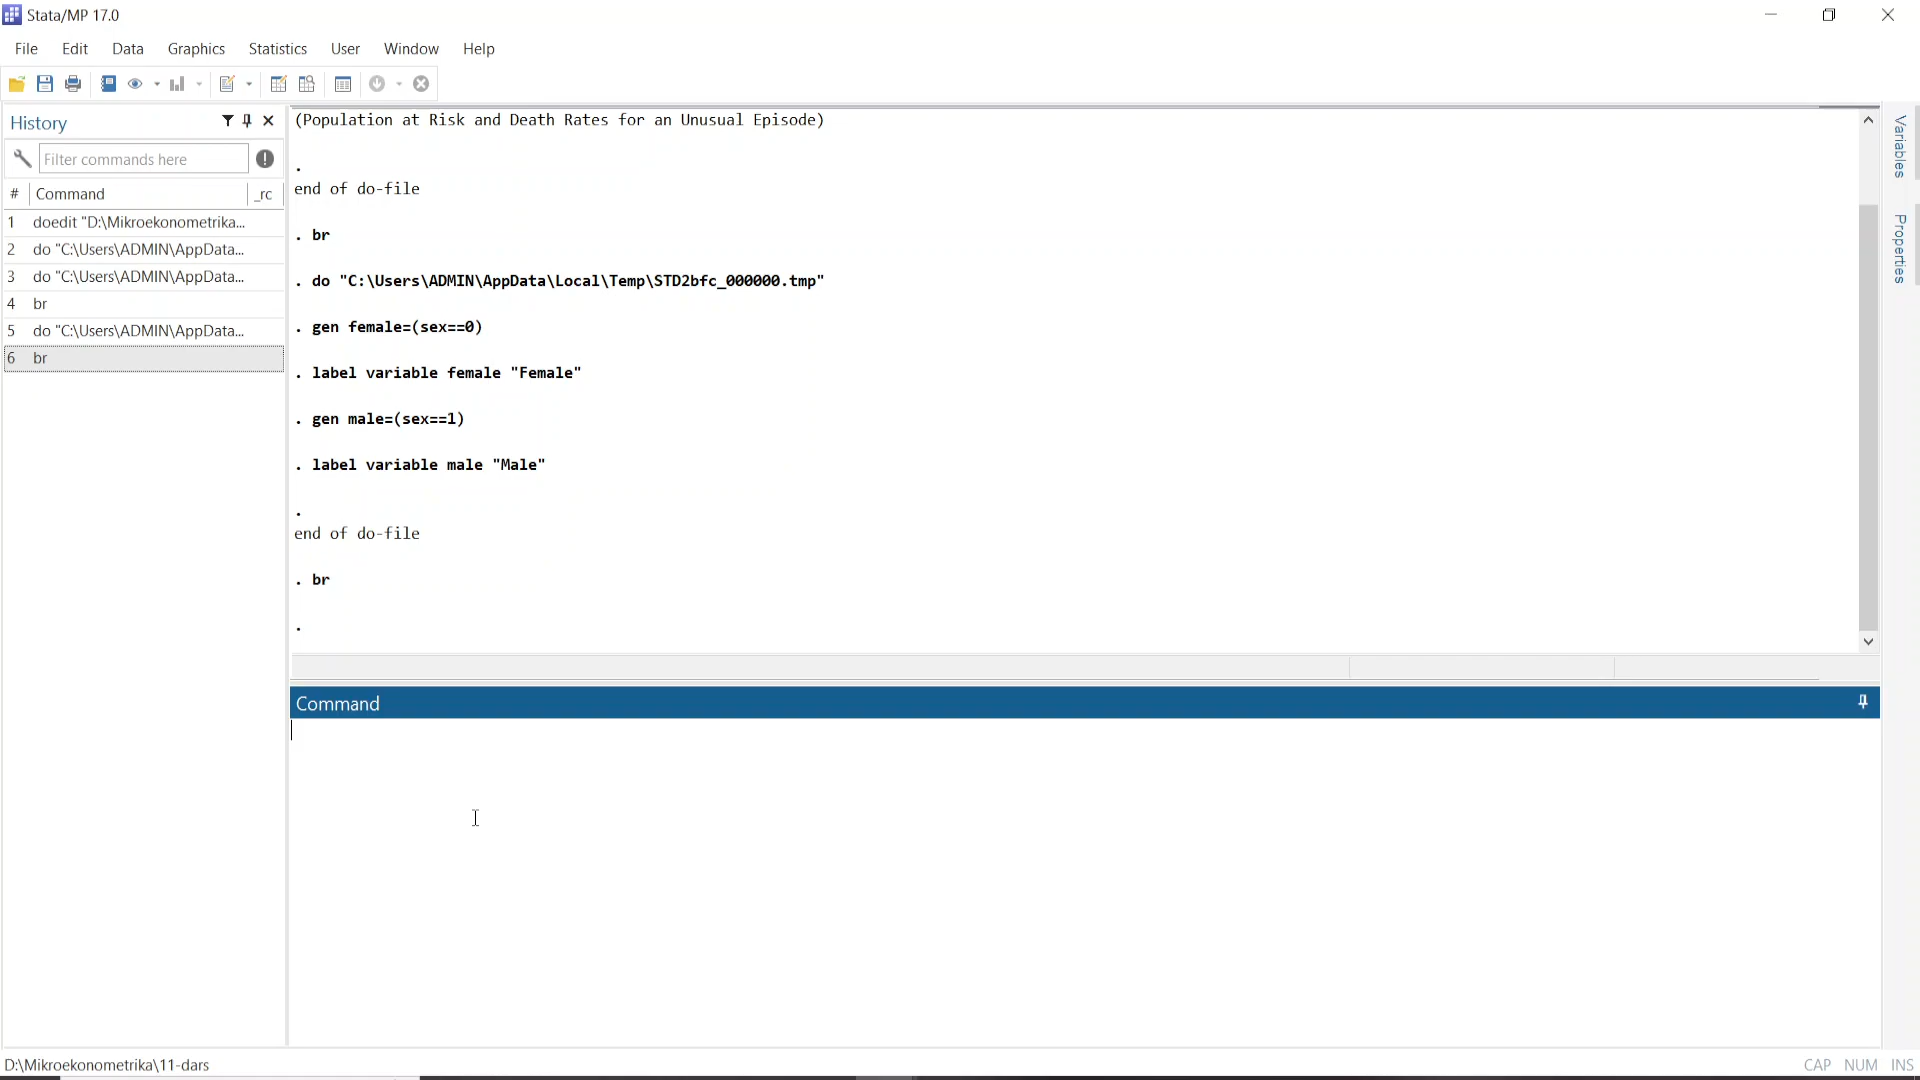 Stata/MP 17.0
File Edit Data Graphics Statistics User Window Help
History
Filter commands here
# Command _rc
1 doedit "D:\Mikroekonometrika...
2 do "C:\Users\ADMIN\AppData...
3 do "C:\Users\ADMIN\AppData...
4 br
5 do "C:\Users\ADMIN\AppData...
6 br
(Population at Risk and Death Rates for an Unusual Episode)
.
end of do-file
. br
. do "C:\Users\ADMIN\AppData\Local\Temp\STD2bfc_000000.tmp"
. gen female=(sex==0)
. label variable female "Female"
. gen male=(sex==1)
. label variable male "Male"
.
end of do-file
. br
.
Command
Variables
Properties
D:\Mikroekonometrika\11-dars
CAP NUM INS